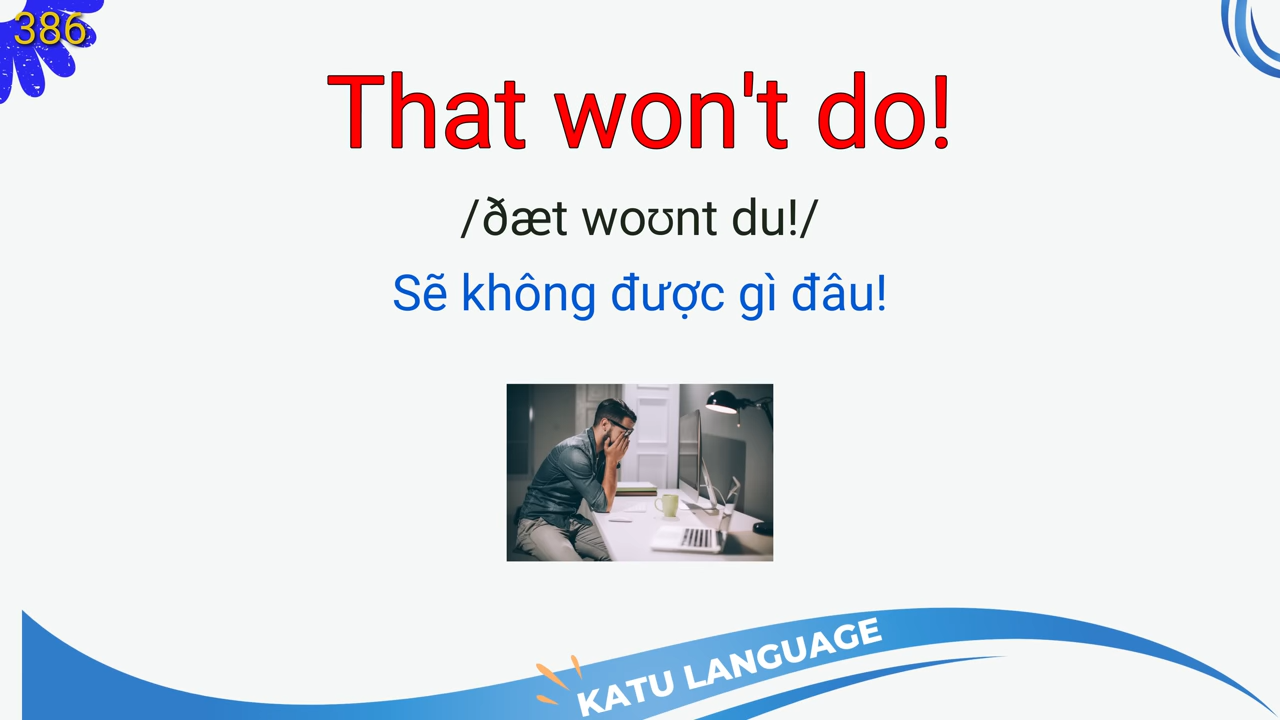 386
That won't do!
/ðæt woʊnt du!/
Sẽ không được gì đâu!
KATU LANGUAGE